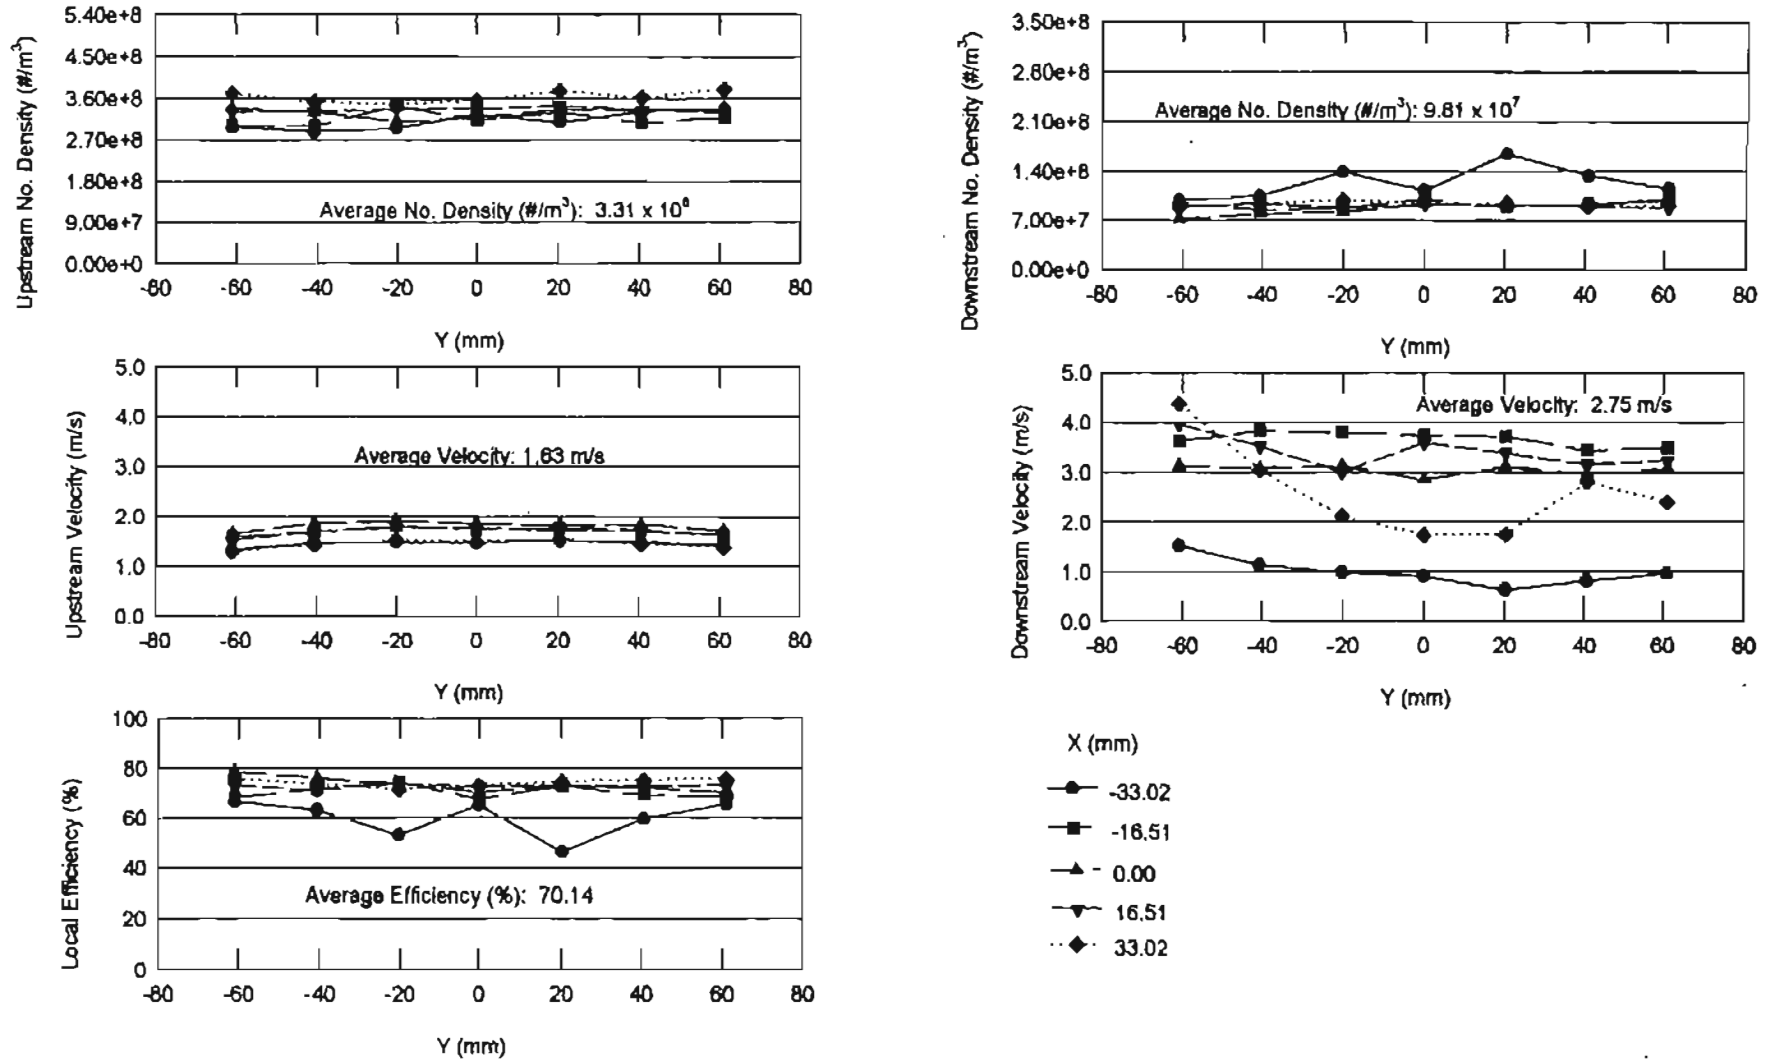 Upstream No. Density (#/m³)
5.40e+8
4.50e+8
3.60e+8
2.70e+8
1.80e+8
9.00e+7
0.00e+0
Average No. Density (#/m³): 3.31 x 10⁸
-80 -60 -40 -20 0 20 40 60 80
Y (mm)
Downstream No. Density (#/m³)
3.50e+8
2.80e+8
2.10e+8
1.40e+8
7.00e+7
0.00e+0
Average No. Density (#/m³): 9.81 x 10⁷
-80 -60 -40 -20 0 20 40 60 80
Y (mm)
Upstream Velocity (m/s)
5.0
4.0
3.0
2.0
1.0
0.0
Average Velocity: 1.63 m/s
-80 -60 -40 -20 0 20 40 60 80
Y (mm)
Downstream Velocity (m/s)
5.0
4.0
3.0
2.0
1.0
0.0
Average Velocity: 2.75 m/s
-80 -60 -40 -20 0 20 40 60 80
Y (mm)
Local Efficiency (%)
100
80
60
40
20
0
Average Efficiency (%): 70.14
-80 -60 -40 -20 0 20 40 60 80
Y (mm)
X (mm)
-33.02
-16.51
0.00
16.51
33.02